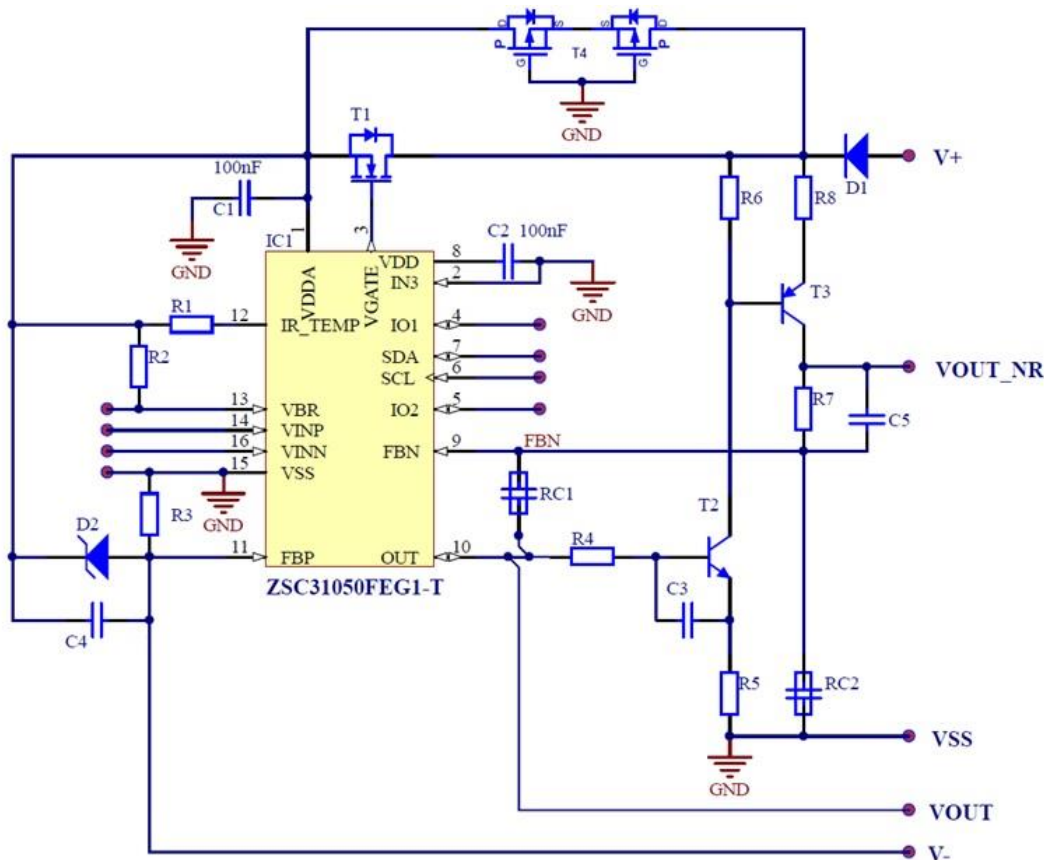 D S S D
P P
G T4 G
GND
T1
V+
D1
100nF
C1
R6 R8
GND
1 3
IC1
C2 100nF
VDDA VGATE
VDD 8
IN3 2
GND
T3
R1
12 IR_TEMP
IO1 4
R2
SDA 7
SCL 6
VOUT_NR
13 VBR
IO2 5
R7 C5
14 VINP
16 VINN
FBN 9 FBN
15 VSS
RC1
R3 GND
T2
D2
11 FBP
OUT 10
R4
ZSC31050FEG1-T
C3
C4
R5 RC2
VSS
GND
VOUT
V-